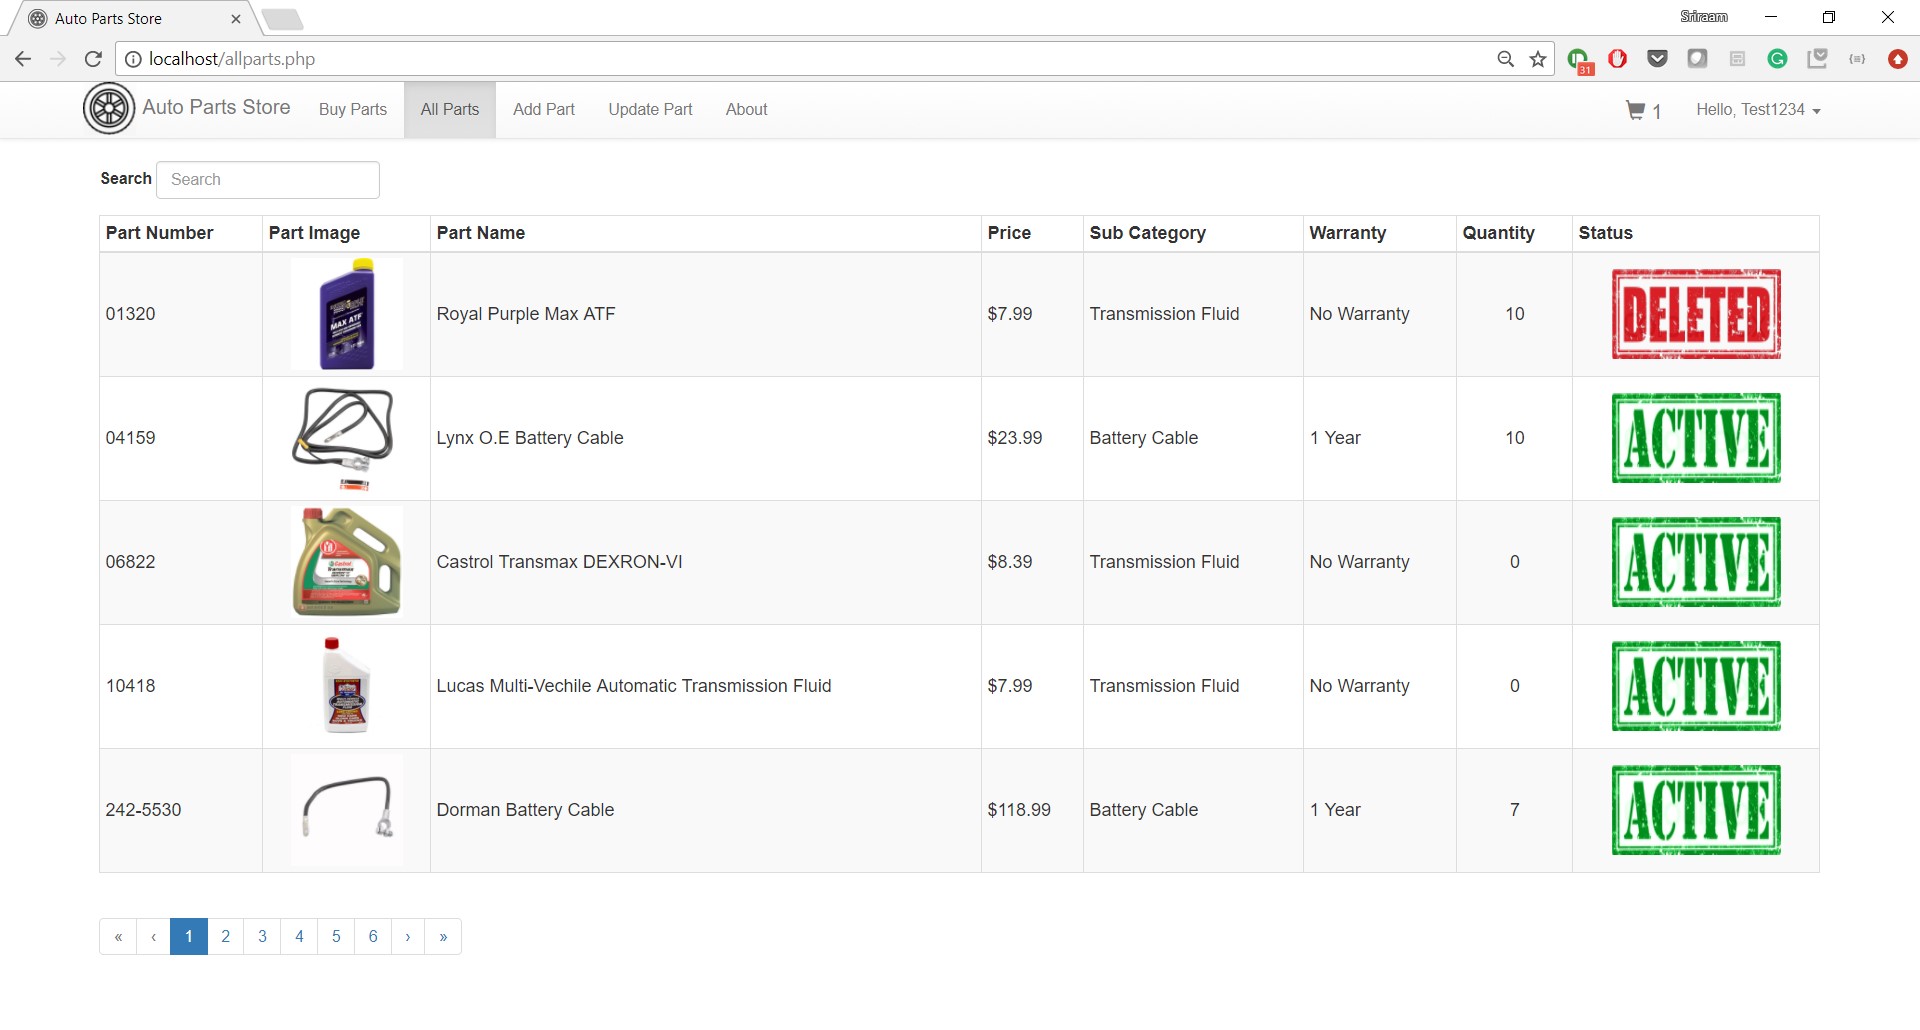 Auto Parts Store
Sriraam
localhost/allparts.php
31
Auto Parts Store Buy Parts All Parts Add Part Update Part About 1 Hello, Test1234
Search Search
Part Number Part Image Part Name Price Sub Category Warranty Quantity Status
01320 MAX ATF Royal Purple Max ATF $7.99 Transmission Fluid No Warranty 10 DELETED
04159 Lynx O.E Battery Cable $23.99 Battery Cable 1 Year 10 ACTIVE
06822 Castrol Transmax Castrol Transmax DEXRON-VI $8.39 Transmission Fluid No Warranty 0 ACTIVE
10418 Lucas Multi-Vechile Automatic Transmission Fluid $7.99 Transmission Fluid No Warranty 0 ACTIVE
242-5530 Dorman Battery Cable $118.99 Battery Cable 1 Year 7 ACTIVE
« ‹ 1 2 3 4 5 6 › »